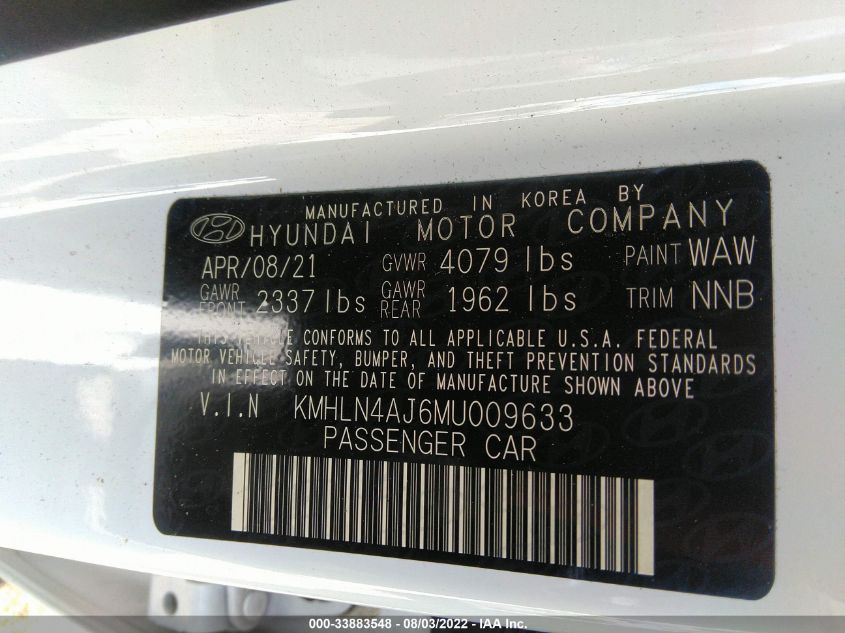 MANUFACTURED IN KOREA BY
HYUNDAI MOTOR COMPANY
APR/08/21 GVWR 4079 lbs PAINT WAW
GAWR FRONT 2337 lbs GAWR REAR 1962 lbs TRIM NNB
THIS VEHICLE CONFORMS TO ALL APPLICABLE U.S.A. FEDERAL
MOTOR VEHICLE SAFETY, BUMPER, AND THEFT PREVENTION STANDARDS
IN EFFECT ON THE DATE OF MANUFACTURE SHOWN ABOVE
V.I.N KMHLN4AJ6MU009633
PASSENGER CAR
000-33883548 - 08/03/2022 - IAA Inc.